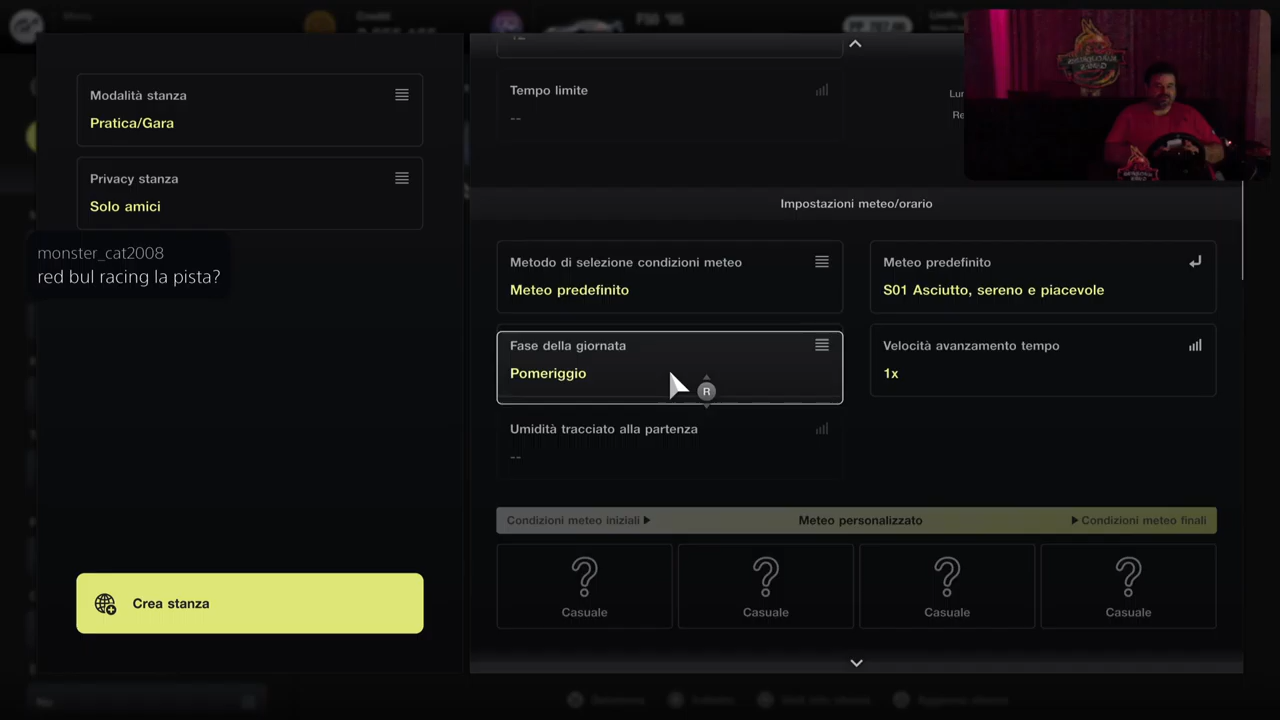 Modalità stanza
Pratica/Gara
Privacy stanza
Solo amici
monster_cat2008
red bul racing la pista?
Crea stanza
Tempo limite
--
Impostazioni meteo/orario
Metodo di selezione condizioni meteo
Meteo predefinito
Meteo predefinito
S01 Asciutto, sereno e piacevole
Fase della giornata
Pomeriggio
R
Velocità avanzamento tempo
1x
Umidità tracciato alla partenza
--
Condizioni meteo iniziali
Meteo personalizzato
Condizioni meteo finali
Casuale
Casuale
Casuale
Casuale